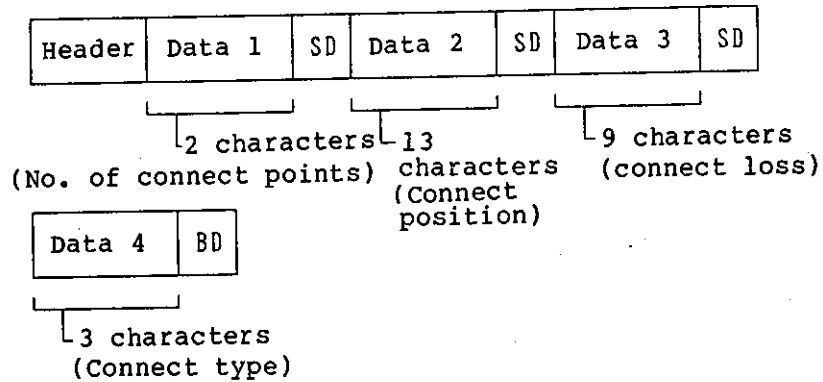 Header Data 1 SD Data 2 SD Data 3 SD
2 characters 13 characters 9 characters
(No. of connect points) (Connect position) (connect loss)
Data 4 BD
3 characters
(Connect type)